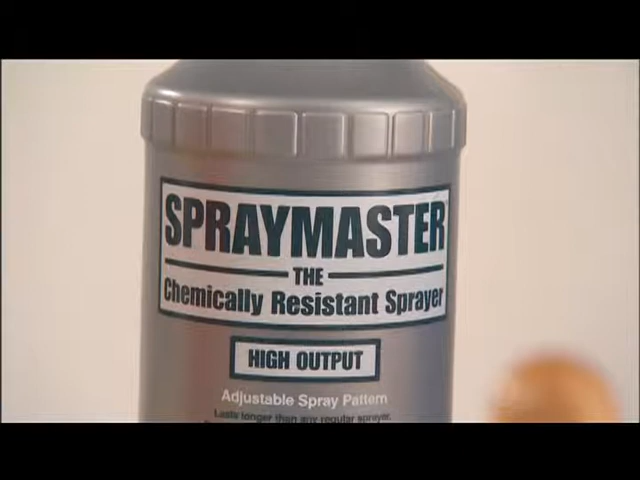 SPRAYMASTER
THE
Chemically Resistant Sprayer
HIGH OUTPUT
Adjustable Spray Pattern
Lasts longer than any regular sprayer.